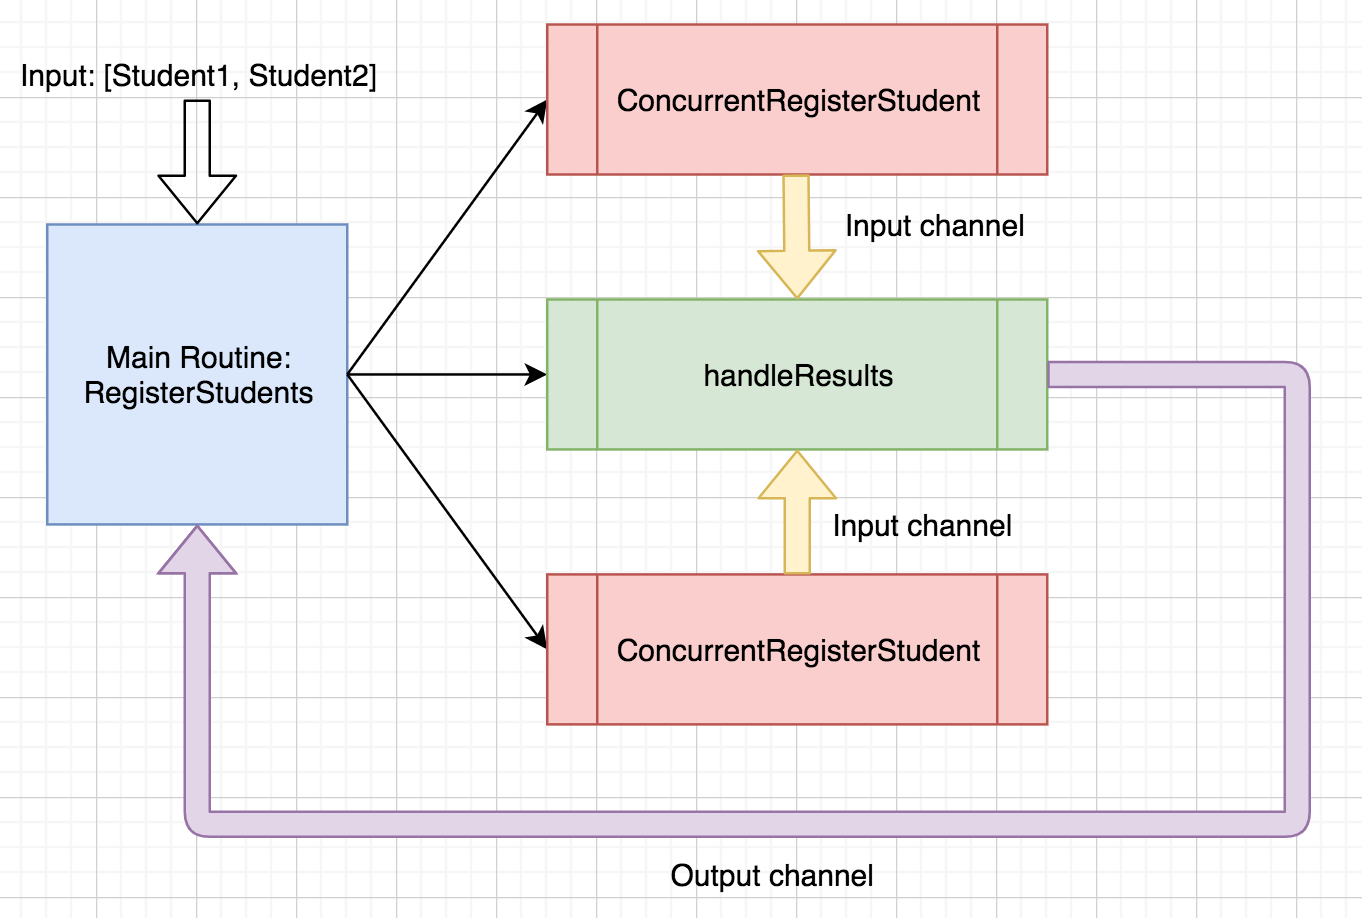 Input: [Student1, Student2]
ConcurrentRegisterStudent
Input channel
Main Routine:
RegisterStudents
handleResults
Input channel
ConcurrentRegisterStudent
Output channel